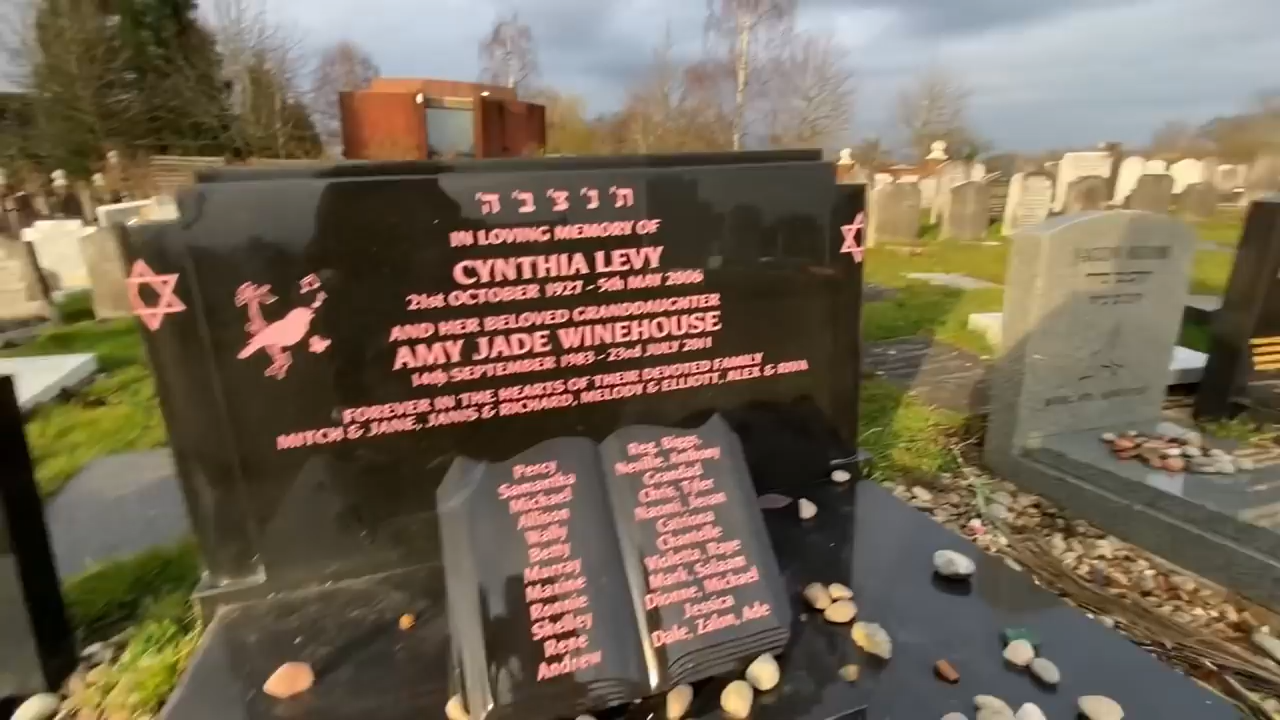 ת' נ' צ' ב' ה'
IN LOVING MEMORY OF
CYNTHIA LEVY
21st OCTOBER 1927 - 5th MAY 2006
AND HER BELOVED GRANDDAUGHTER
AMY JADE WINEHOUSE
14th SEPTEMBER 1983 - 23rd JULY 2011
FOREVER IN THE HEARTS OF THEIR DEVOTED FAMILY
MITCH & JANE, JANIS & RICHARD, MELODY & ELLIOTT, ALEX & RIVA
Percy
Samantha
Michael
Allison
Wally
Betty
Murray
Maxine
Ronnie
Shelley
Rene
Andrew
Reg, Biggs,
Neville, Anthony
Grandad
Chris, Tyler
Naomi, Juan
Catriona
Chantelle
Violetta, Raye
Mark, Salaam
Dionne, Michael
Jessica
Dale, Zalon, Ade